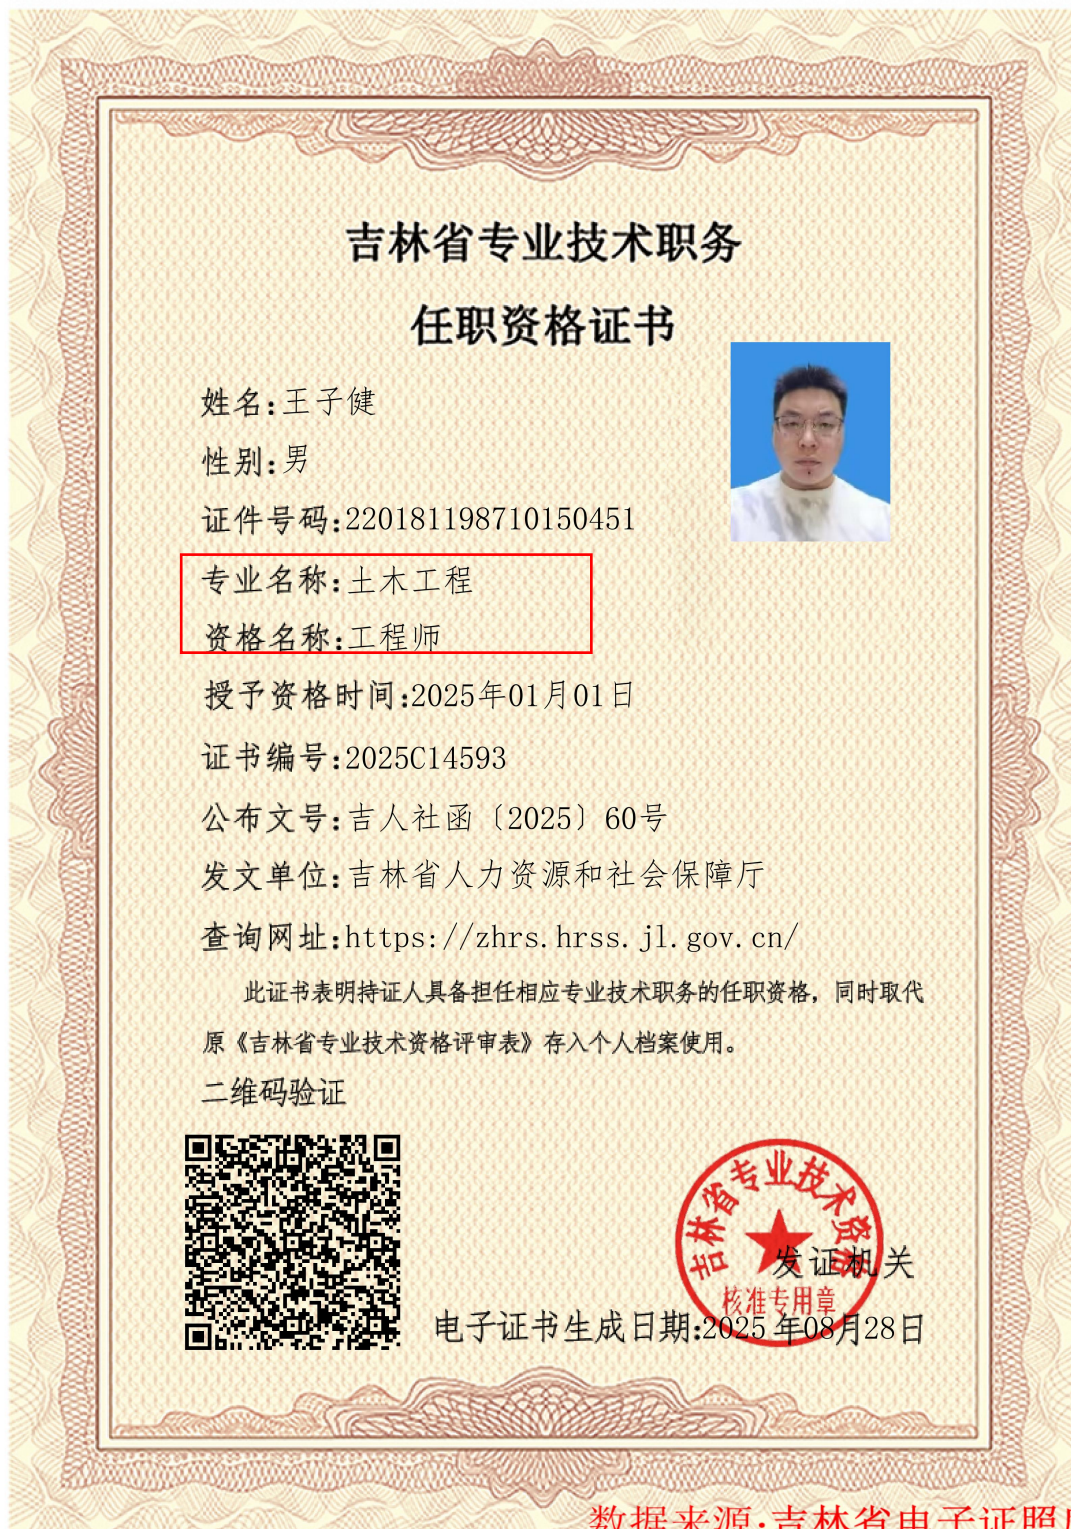 吉林省专业技术职务
任职资格证书
姓名:王子健
性别:男
证件号码:220181198710150451
专业名称:土木工程
资格名称:工程师
授予资格时间:2025年01月01日
证书编号:2025C14593
公布文号:吉人社函〔2025〕60号
发文单位:吉林省人力资源和社会保障厅
查询网址:https://zhrs.hrss.jl.gov.cn/
此证书表明持证人具备担任相应专业技术职务的任职资格，同时取代
原《吉林省专业技术资格评审表》存入个人档案使用。
二维码验证
吉林省专业技术资格
核准专用章
发证机关
电子证书生成日期:2025年08月28日
数据来源:吉林省电子证照